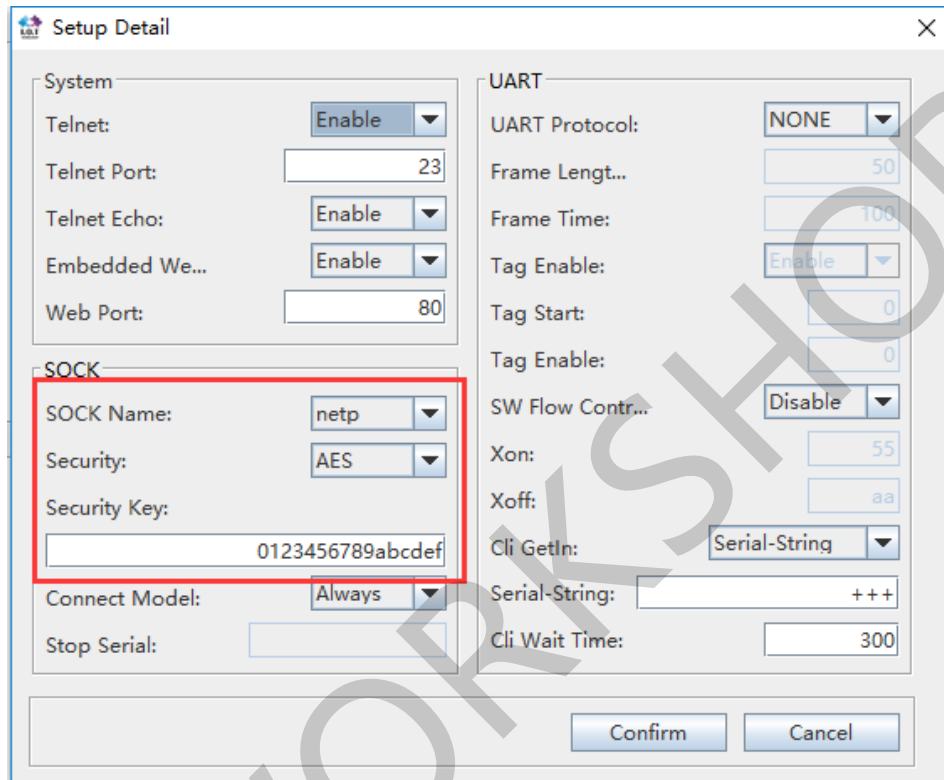 Setup Detail
System
Telnet: Enable
Telnet Port: 23
Telnet Echo: Enable
Embedded We... Enable
Web Port: 80
SOCK
SOCK Name: netp
Security: AES
Security Key:
0123456789abcdef
Connect Model: Always
Stop Serial:
UART
UART Protocol: NONE
Frame Lengt... 50
Frame Time: 100
Tag Enable: Enable
Tag Start: 0
Tag Enable: 0
SW Flow Contr... Disable
Xon: 55
Xoff: aa
Cli GetIn: Serial-String
Serial-String: +++
Cli Wait Time: 300
Confirm Cancel
ORKSHOP